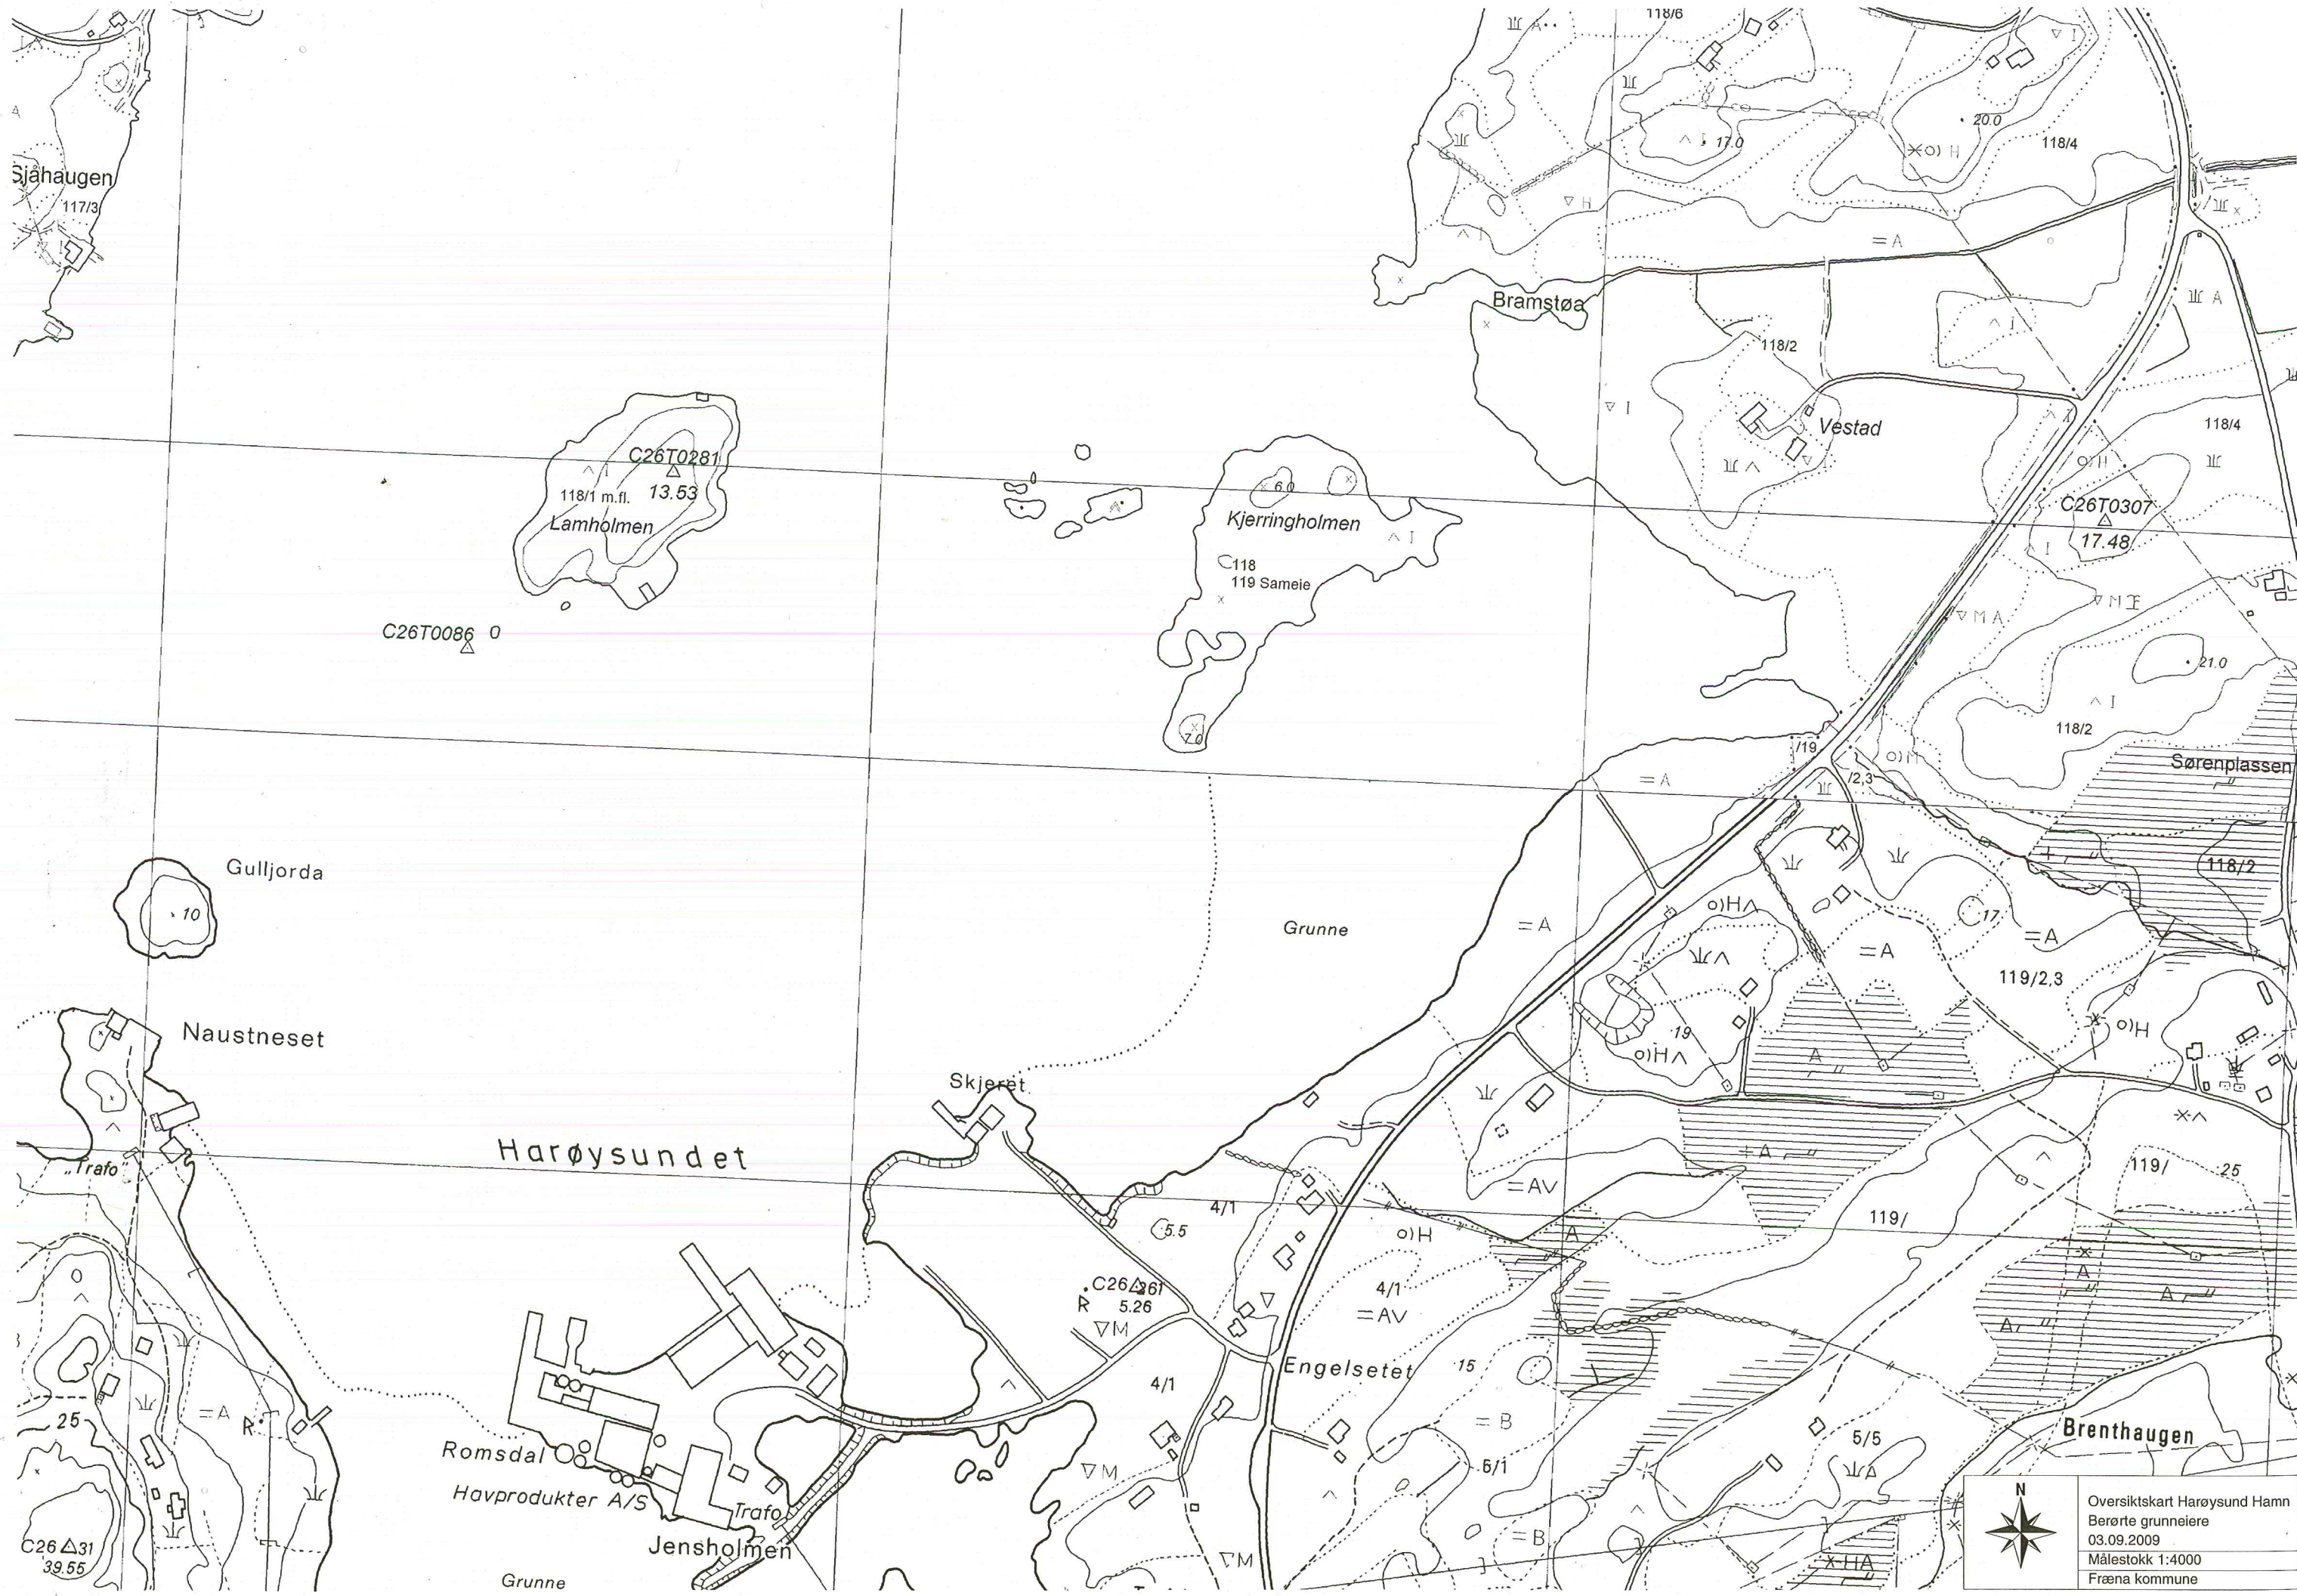 118/6
A
I
20.0
17.0
I
O) H
118/4
Sjåhaugen
117/3
H
I
= A
I
A
Bramstøa
I
118/2
I
Vestad
118/4
O)H
C26T0281
118/1 m.fl.
13.53
Lamholmen
6.0
Kjerringholmen
I
C26T0307
17.48
I
118
119 Sameie
M A
C26T0086
O
21.0
I
118/2
7.0
/19
= A
/2,3
O)M
Sørenplassen
118/2
Gulljorda
10
Grunne
= A
O)H
17
= A
= A
119/2,3
Naustneset
19
O)H
O)H
A
Skjeret
Harøysundet
"Trafo"
+A
119/
25
= AV
4/1
5.5
119/
O)H
A
C26 261
R
5.26
M
4/1
= AV
A
A
A
Engelsetet
15
4/1
25
= A
R
= B
6/1
5/5
A
Brenthaugen
Romsdal
Havprodukter A/S
Trafo
Jensholmen
M
= B
M
HA
C26 31
39.55
Grunne
N
Oversiktskart Harøysund Hamn
Berørte grunneiere
03.09.2009
Målestokk 1:4000
Fræna kommune